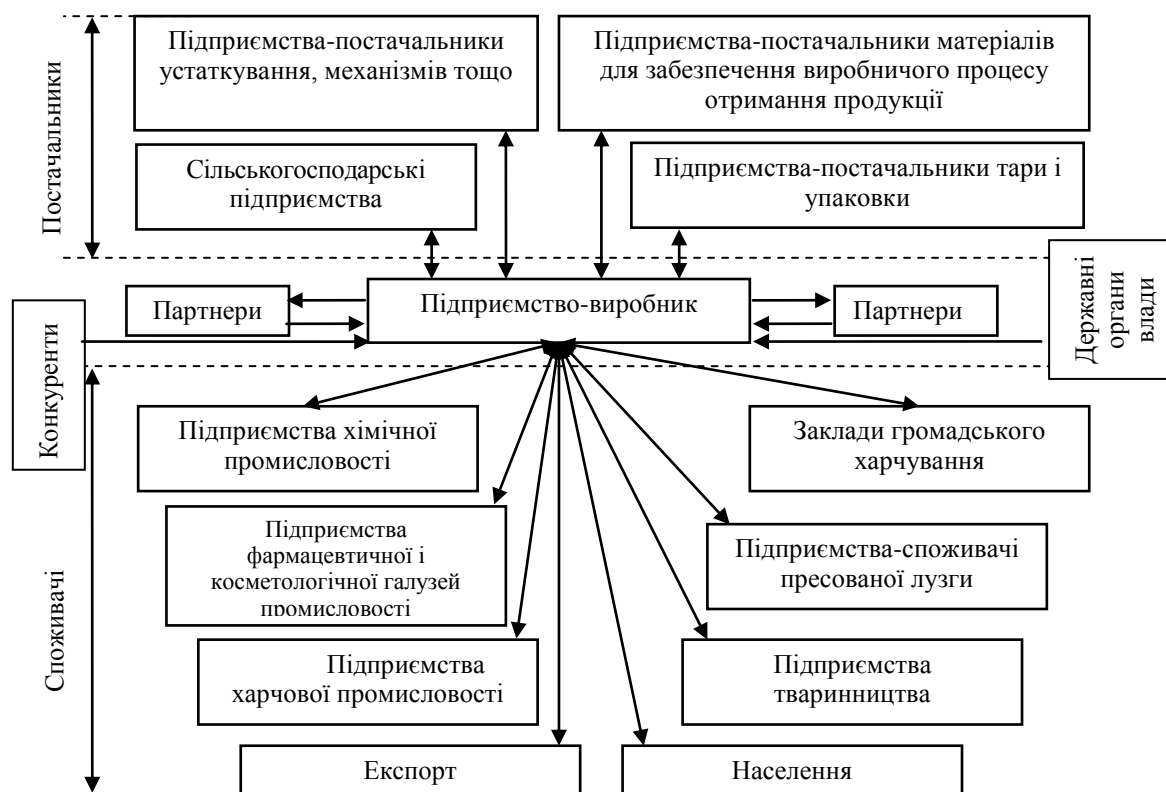 Постачальники
Підприємства-постачальники
устаткування, механізмів тощо
Підприємства-постачальники матеріалів
для забезпечення виробничого процесу
отримання продукції
Сільськогосподарські
підприємства
Підприємства-постачальники тари і
упаковки
Партнери
Підприємство-виробник
Партнери
Державні
органи
влади
Конкуренти
Споживачі
Підприємства хімічної
промисловості
Заклади громадського
харчування
Підприємства
фармацевтичної і
косметологічної галузей
промисловості
Підприємства-споживачі
пресованої лузги
Підприємства
харчової промисловості
Підприємства
тваринництва
Експорт
Населення